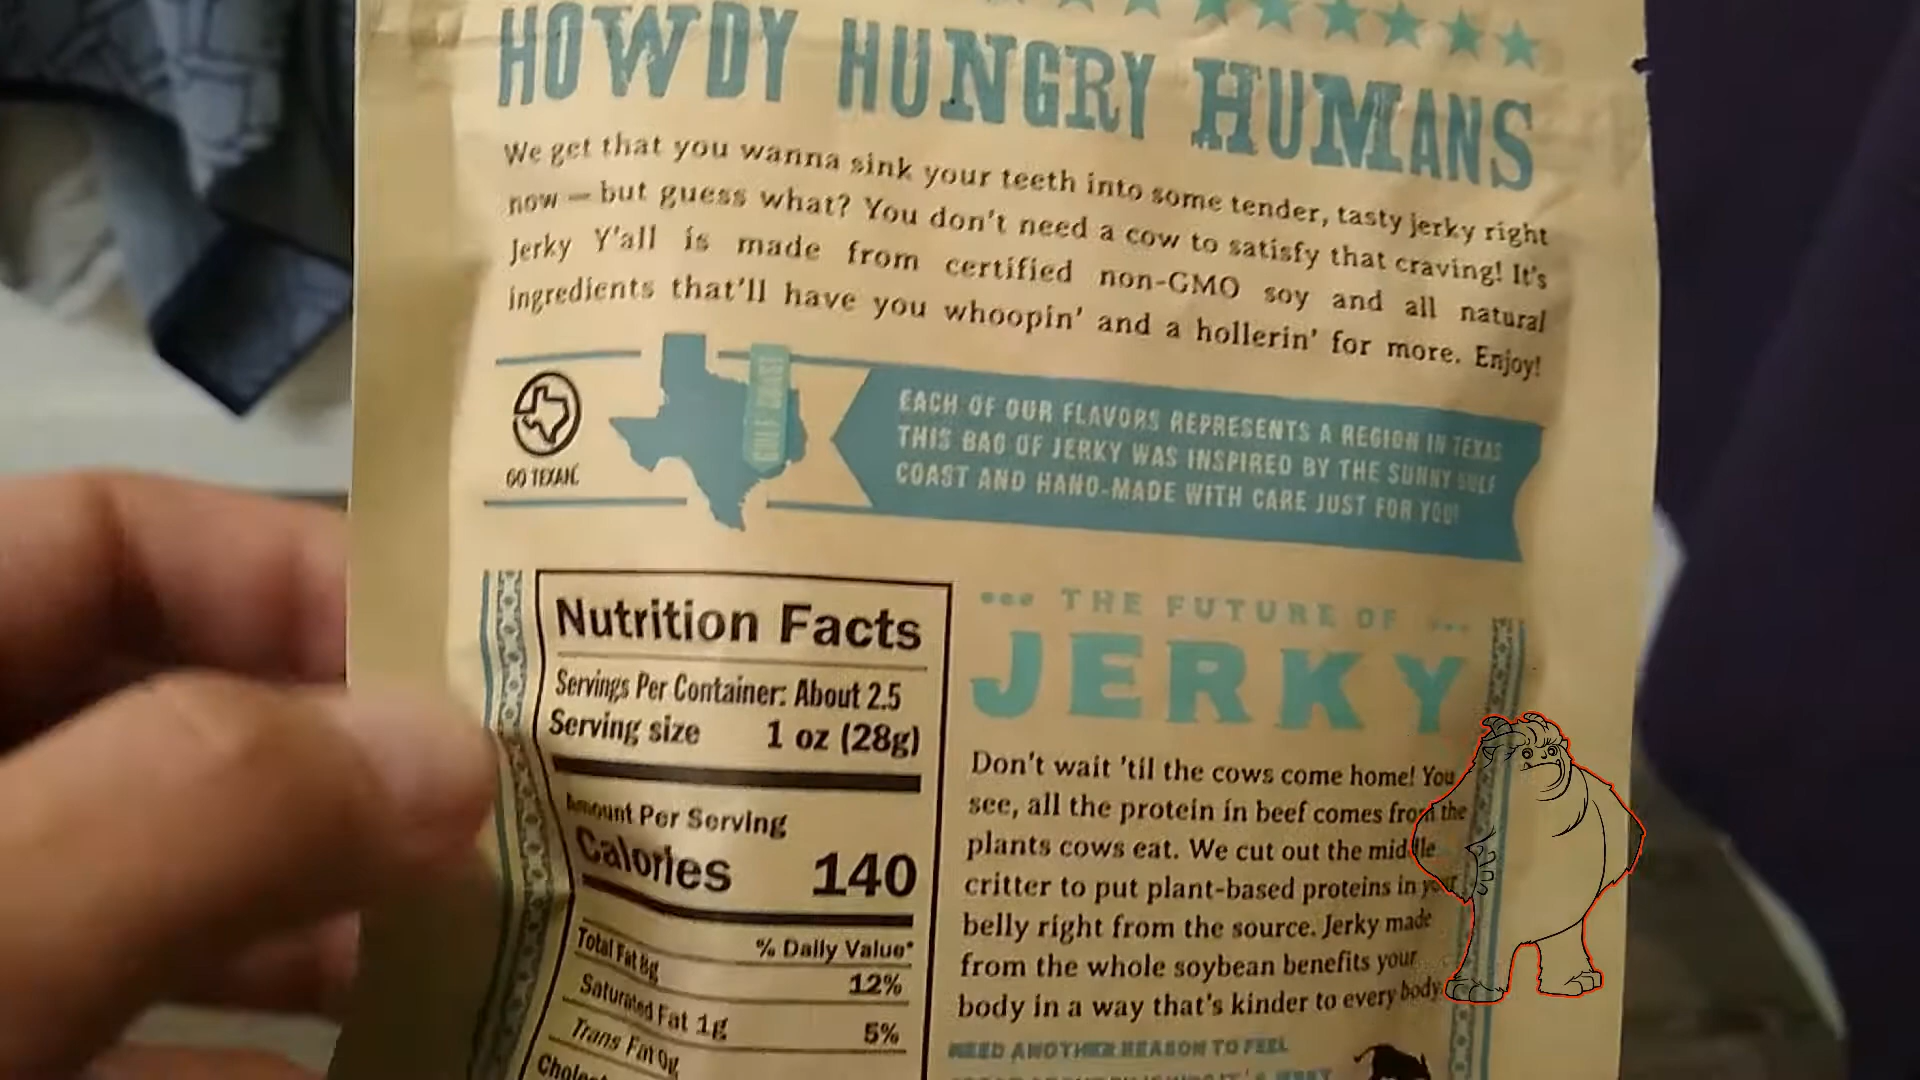 HOWDY HUNGRY HUMANS
We get that you wanna sink your teeth into some tender, tasty jerky right
now — but guess what? You don't need a cow to satisfy that craving! It's
Jerky Y'all is made from certified non-GMO soy and all natural
ingredients that'll have you whoopin' and a hollerin' for more. Enjoy!
GO TEXAN.
GULF COAST
EACH OF OUR FLAVORS REPRESENTS A REGION IN TEXAS
THIS BAG OF JERKY WAS INSPIRED BY THE SUNNY GULF
COAST AND HAND-MADE WITH CARE JUST FOR YOU!
Nutrition Facts
Servings Per Container: About 2.5
Serving size 1 oz (28g)
Amount Per Serving
Calories 140
% Daily Value*
Total Fat 8g 12%
Saturated Fat 1g 5%
Trans Fat 0g
••• THE FUTURE OF •••
JERKY
Don't wait 'til the cows come home! You
see, all the protein in beef comes from the
plants cows eat. We cut out the middle
critter to put plant-based proteins in your
belly right from the source. Jerky made
from the whole soybean benefits your
body in a way that's kinder to every body.
NEED ANOTHER REASON TO FEEL